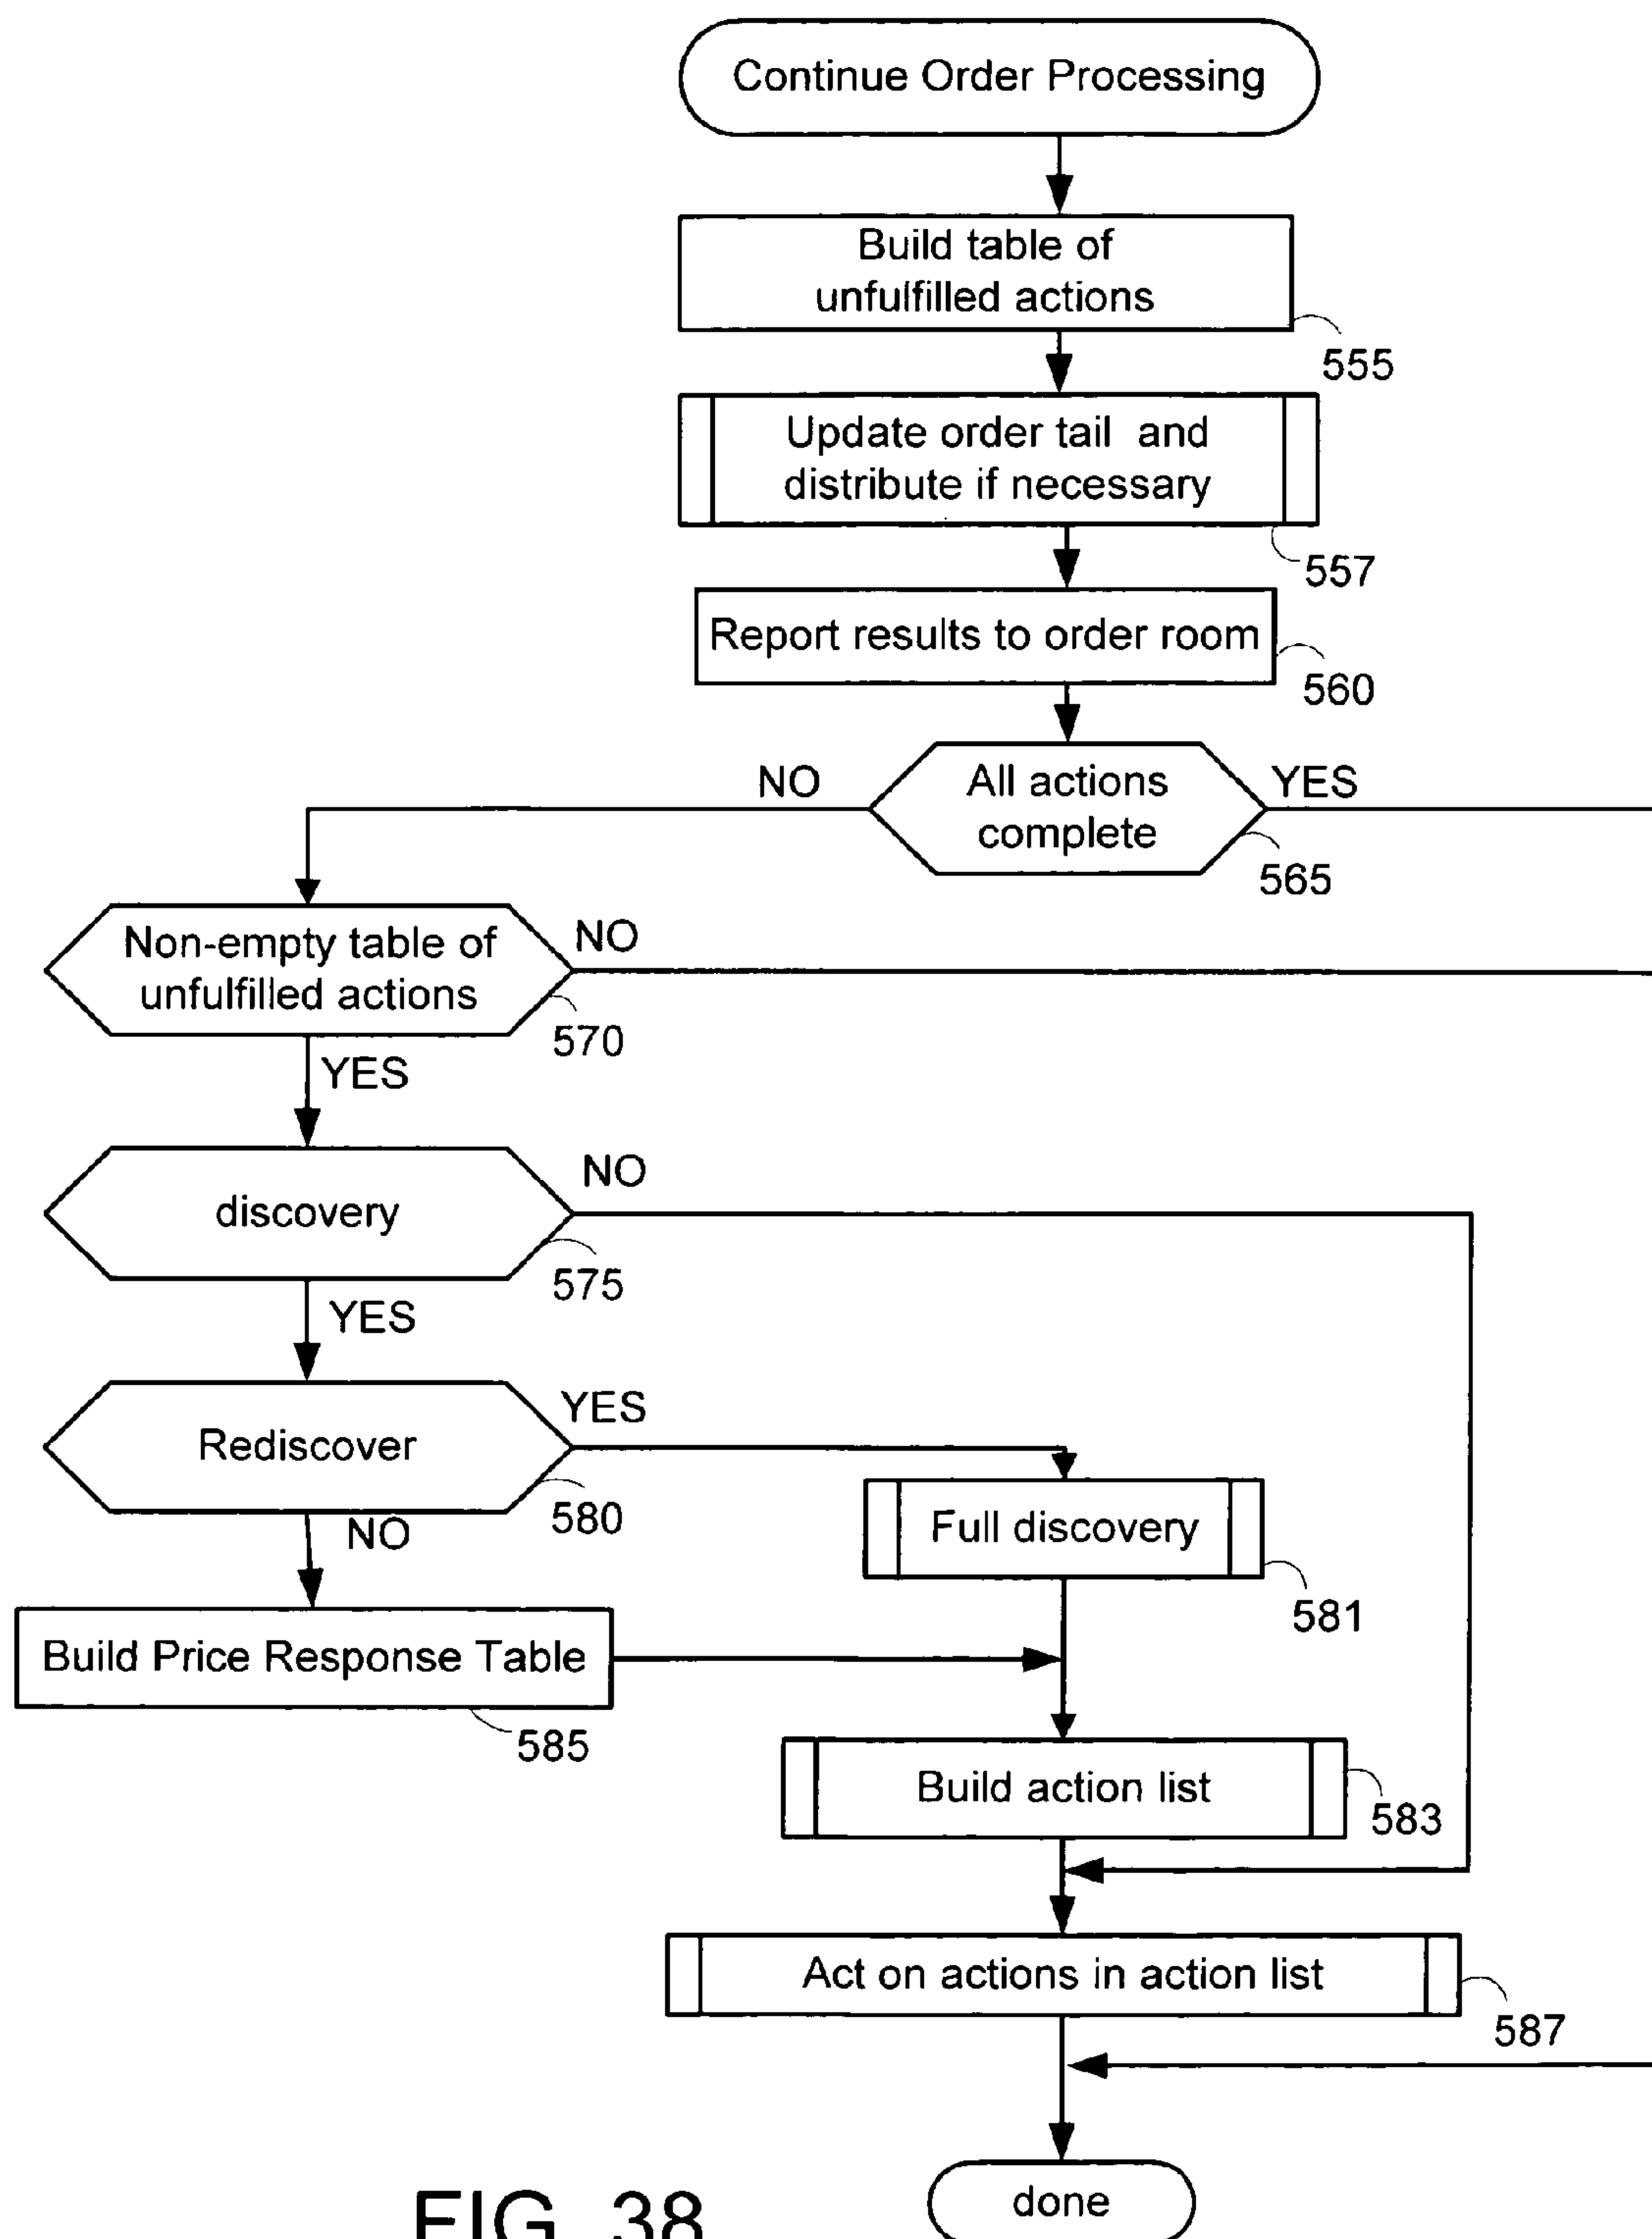 Continue Order Processing
Build table of
unfulfilled actions
555
Update order tail and
distribute if necessary
557
Report results to order room
560
NO
All actions
complete
YES
565
Non-empty table of
unfulfilled actions
NO
570
YES
discovery
NO
575
YES
Rediscover
YES
580
NO
Full discovery
581
Build Price Response Table
585
Build action list
583
Act on actions in action list
587
done
FIG. 38